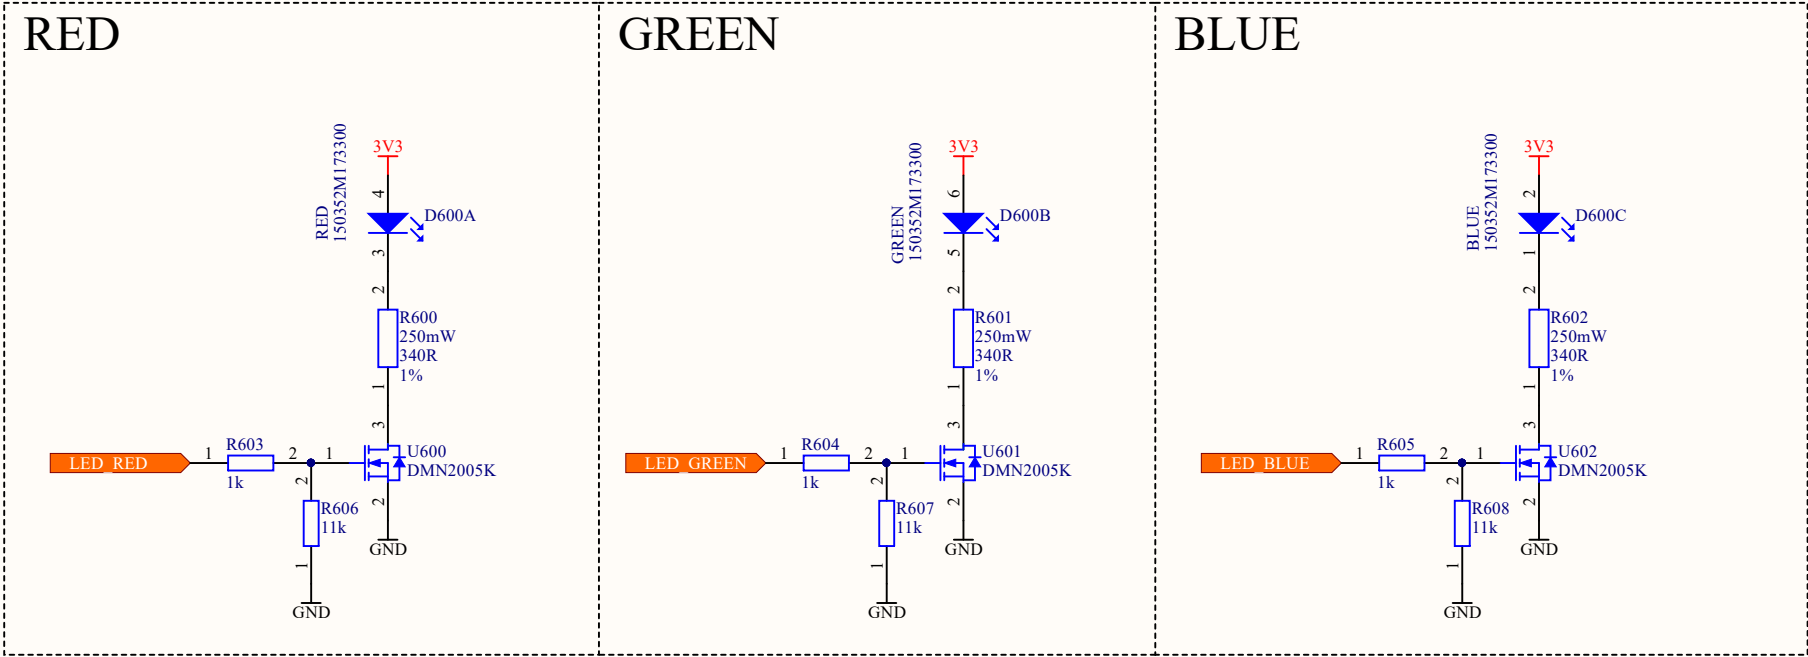 RED
3V3
4
RED
150352M173300
D600A
3
2
R600
250mW
340R
1%
1
3
LED_RED
1
R603
2
1k
1
U600
DMN2005K
2
R606
11k
2
GND
1
GND
GREEN
3V3
6
GREEN
150352M173300
D600B
5
2
R601
250mW
340R
1%
1
3
LED_GREEN
1
R604
2
1k
1
U601
DMN2005K
2
R607
11k
2
GND
1
GND
BLUE
3V3
2
BLUE
150352M173300
D600C
1
2
R602
250mW
340R
1%
1
3
LED_BLUE
1
R605
2
1k
1
U602
DMN2005K
2
R608
11k
2
GND
1
GND